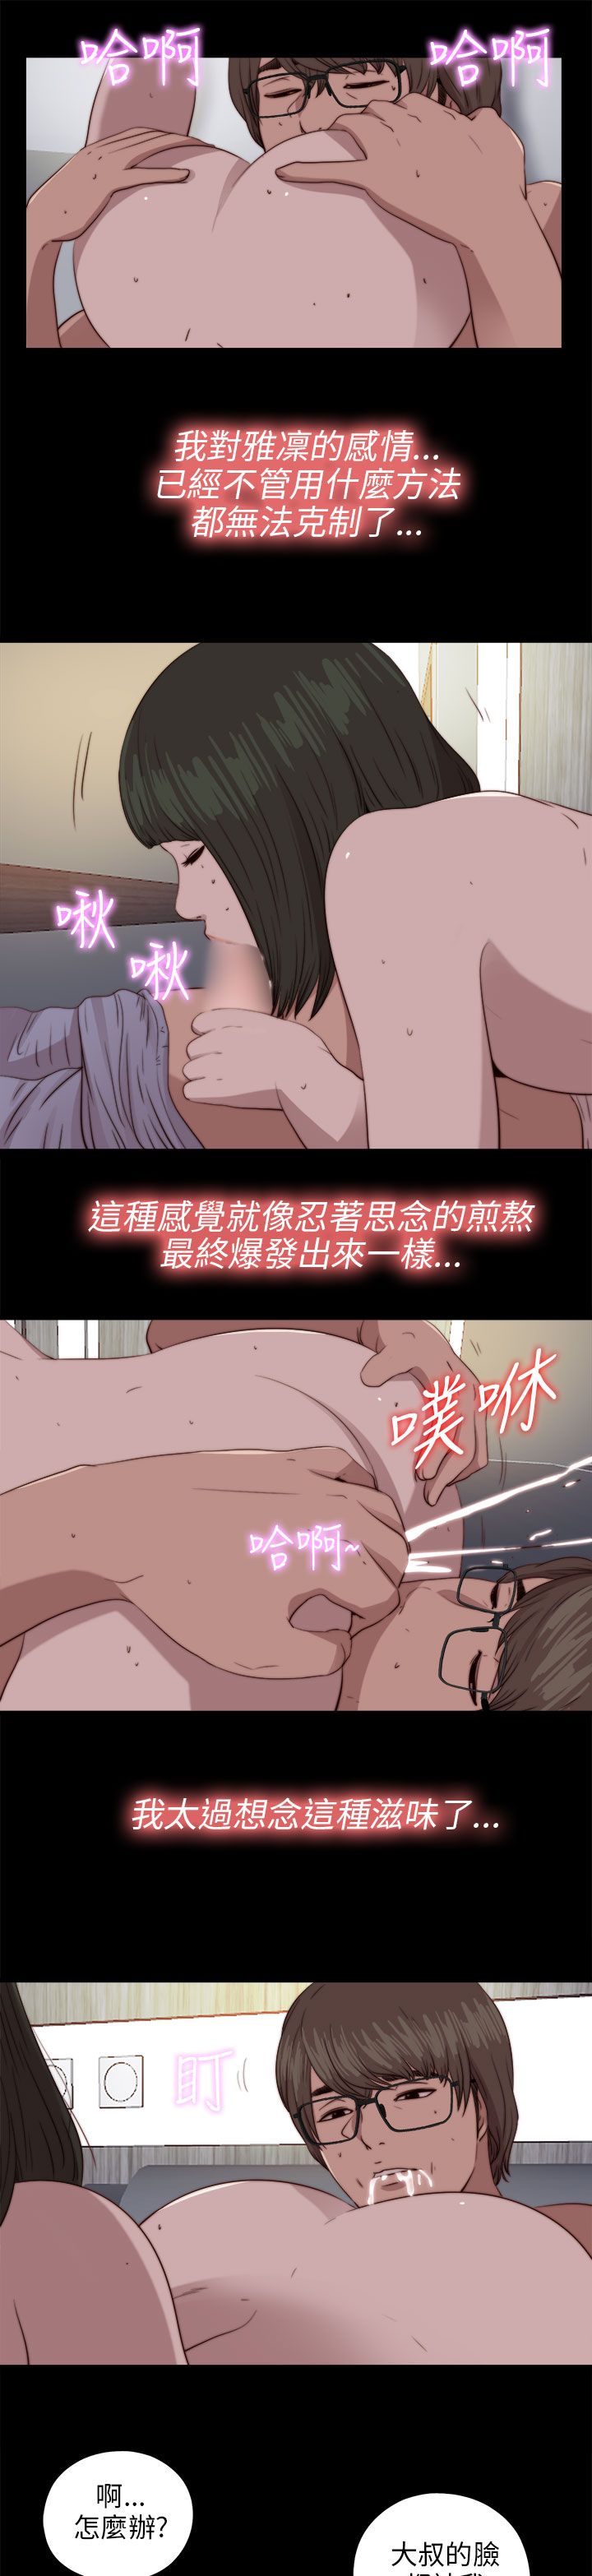 哈啊
哈啊
我對雅凜的感情...
已經不管用什麼方法
都無法克制了...
啾
啾
這種感覺就像忍著思念的煎熬
最終爆發出來一樣...
噗咻
哈啊~
我太過想念這種滋味了...
盯
啊...
怎麼辦?
大叔的臉